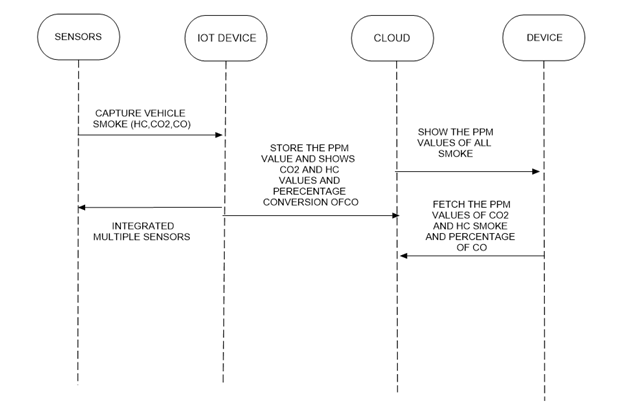 SENSORS
IOT DEVICE
CLOUD
DEVICE
CAPTURE VEHICLE
SMOKE (HC,CO2,CO)
STORE THE PPM
VALUE AND SHOWS
CO2 AND HC
VALUES AND
PERECENTAGE
CONVERSION OFCO
SHOW THE PPM
VALUES OF ALL
SMOKE
INTEGRATED
MULTIPLE SENSORS
FETCH THE PPM
VALUES OF CO2
AND HC SMOKE
AND PERCENTAGE
OF CO